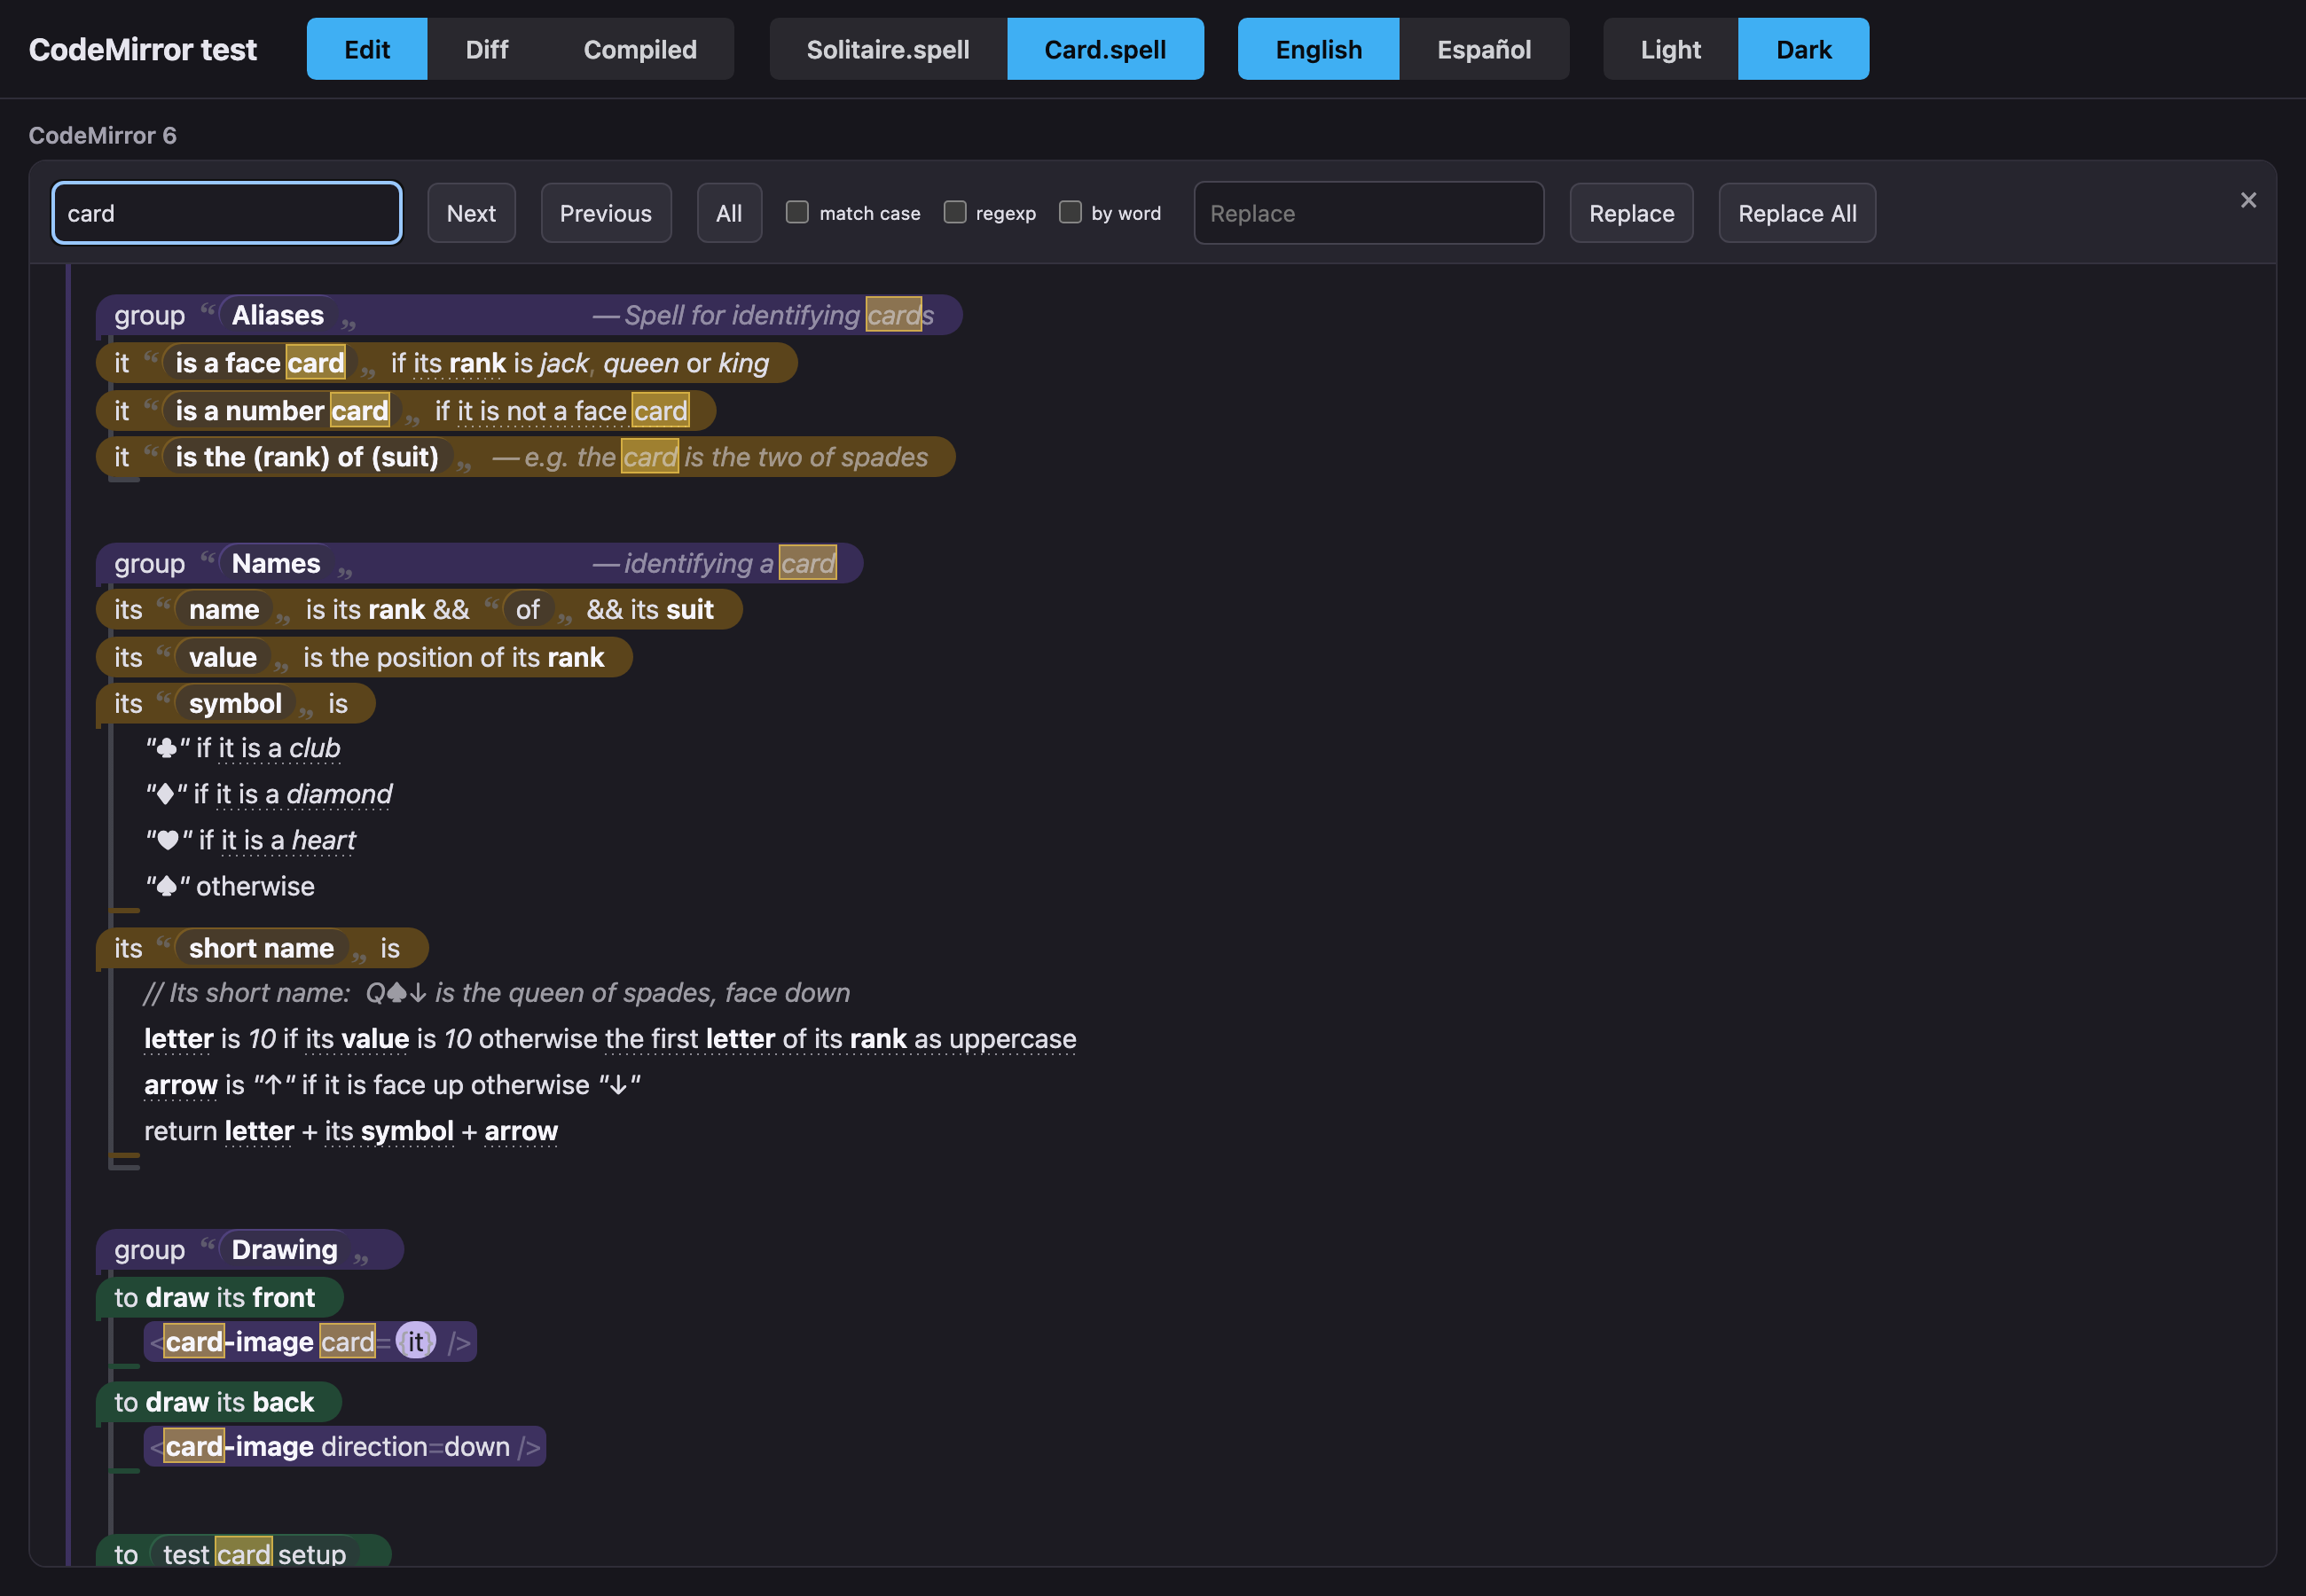 CodeMirror test Edit Diff Compiled Solitaire.spell Card.spell English Español Light Dark
CodeMirror 6
card Next Previous All match case regexp by word Replace Replace Replace All ×
group “ Aliases „ — Spell for identifying cards
it “ is a face card „ if its rank is jack, queen or king
it “ is a number card „ if it is not a face card
it “ is the (rank) of (suit) „ — e.g. the card is the two of spades
group “ Names „ — identifying a card
its “ name „ is its rank && “ of „ && its suit
its “ value „ is the position of its rank
its “ symbol „ is
"♣" if it is a club
"♦" if it is a diamond
"♥" if it is a heart
"♠" otherwise
its “ short name „ is
// Its short name: Q♠↓ is the queen of spades, face down
letter is 10 if its value is 10 otherwise the first letter of its rank as uppercase
arrow is "↑" if it is face up otherwise "↓"
return letter + its symbol + arrow
group “ Drawing „
to draw its front
<card-image card={it} />
to draw its back
<card-image direction=down />
to test card setup